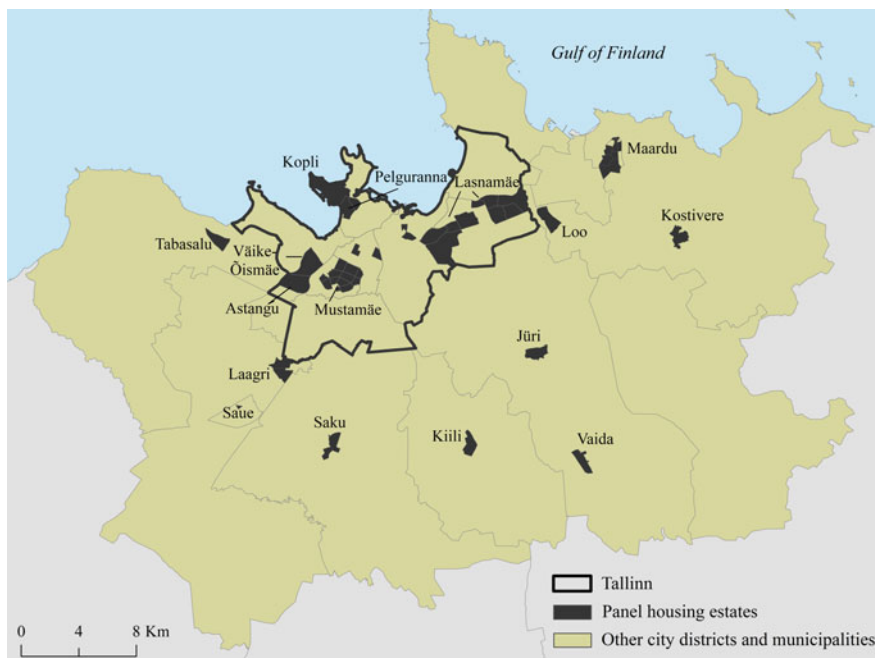 Gulf of Finland
Maardu
Kopli
Pelguranna
Lasnamäe
Kostivere
Loo
Tabasalu
Väike-
Õismäe
Astangu
Mustamäe
Jüri
Laagri
Saue
Saku
Kiili
Vaida
Tallinn
Panel housing estates
Other city districts and municipalities
0 4 8 Km